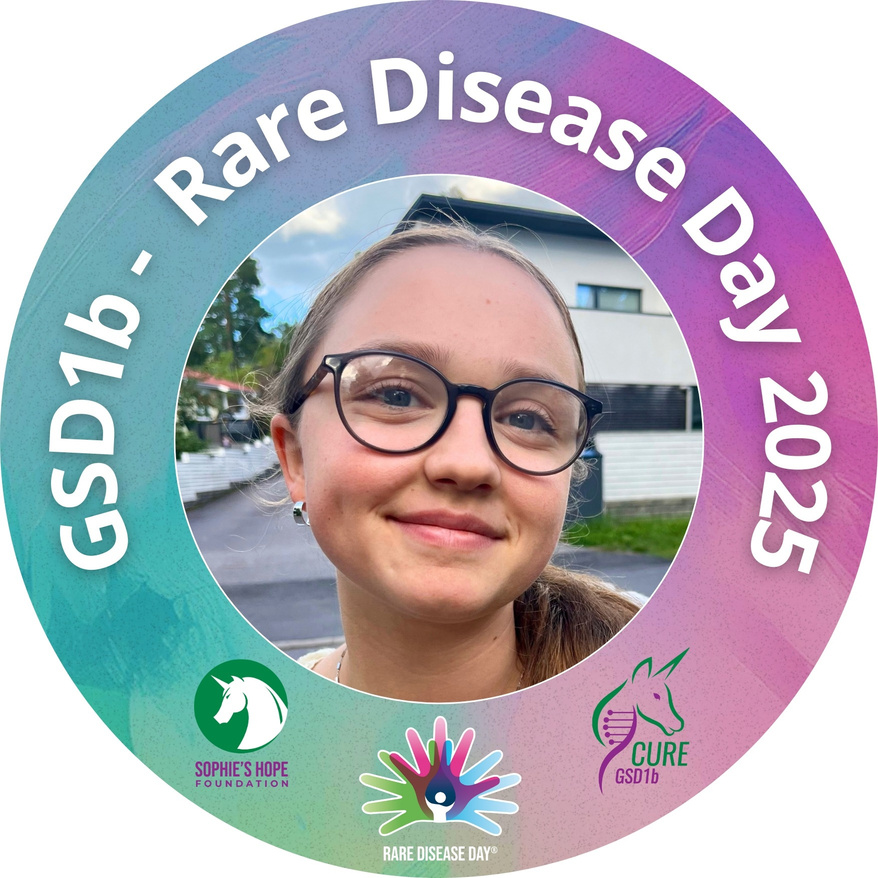 GSD1b - Rare Disease Day 2025
SOPHIE'S HOPE
FOUNDATION
RARE DISEASE DAY®
CURE
GSD1b